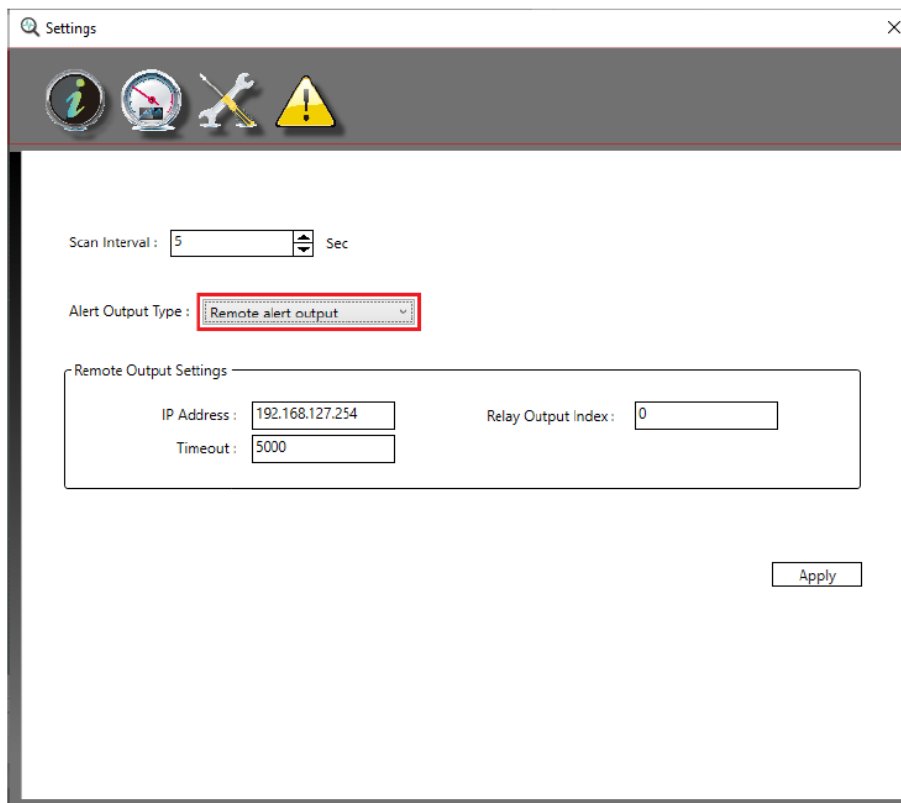 Settings
Scan Interval : 5 Sec
Alert Output Type : Remote alert output
Remote Output Settings
IP Address : 192.168.127.254 Relay Output Index : 0
Timeout : 5000
Apply